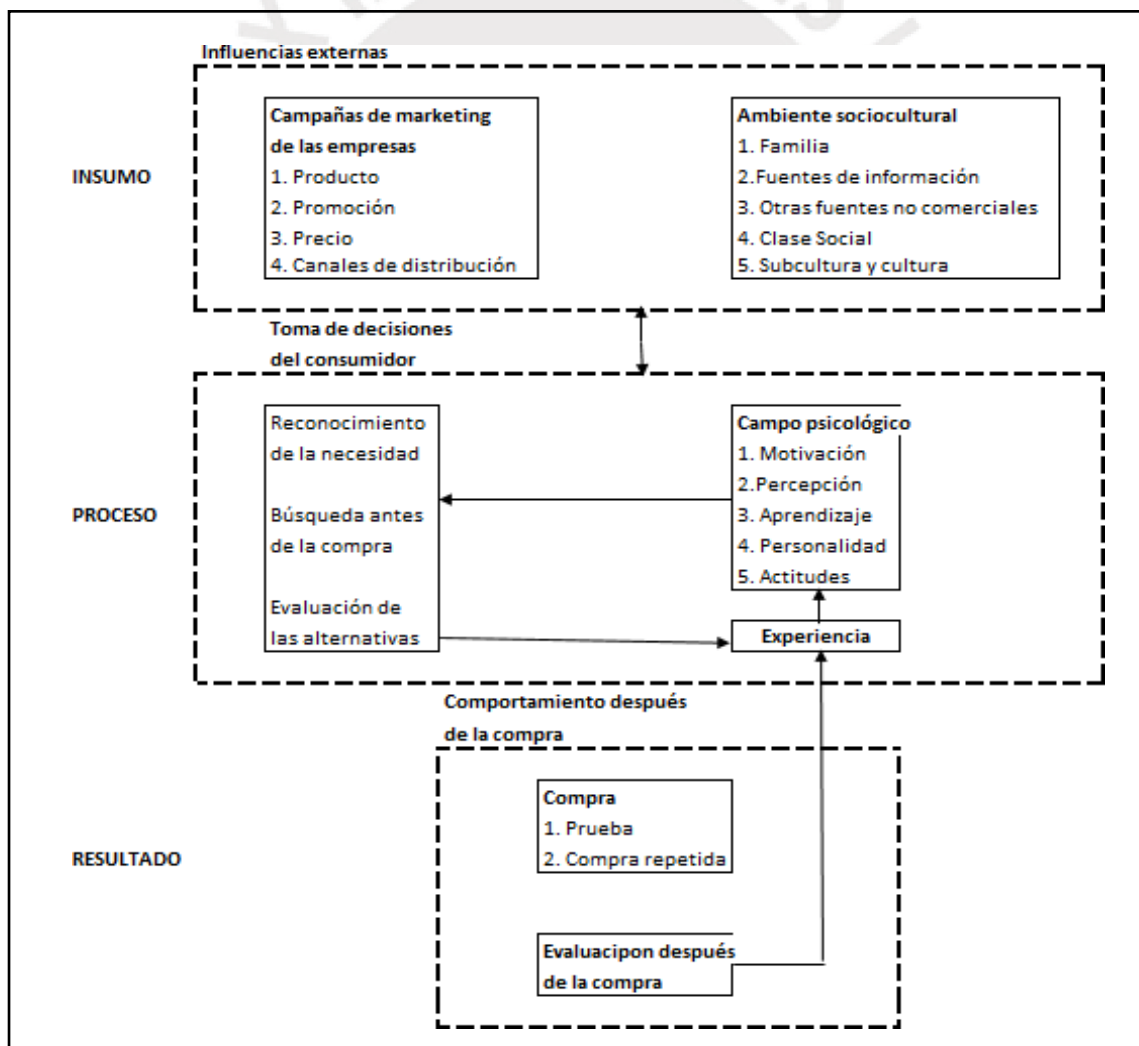 Influencias externas
INSUMO
Campañas de marketing
de las empresas
1. Producto
2. Promoción
3. Precio
4. Canales de distribución
Ambiente sociocultural
1. Familia
2.Fuentes de información
3. Otras fuentes no comerciales
4. Clase Social
5. Subcultura y cultura
Toma de decisiones
del consumidor
PROCESO
Reconocimiento
de la necesidad
Búsqueda antes
de la compra
Evaluación de
las alternativas
Campo psicológico
1. Motivación
2.Percepción
3. Aprendizaje
4. Personalidad
5. Actitudes
Experiencia
Comportamiento después
de la compra
RESULTADO
Compra
1. Prueba
2. Compra repetida
Evaluacipon después
de la compra